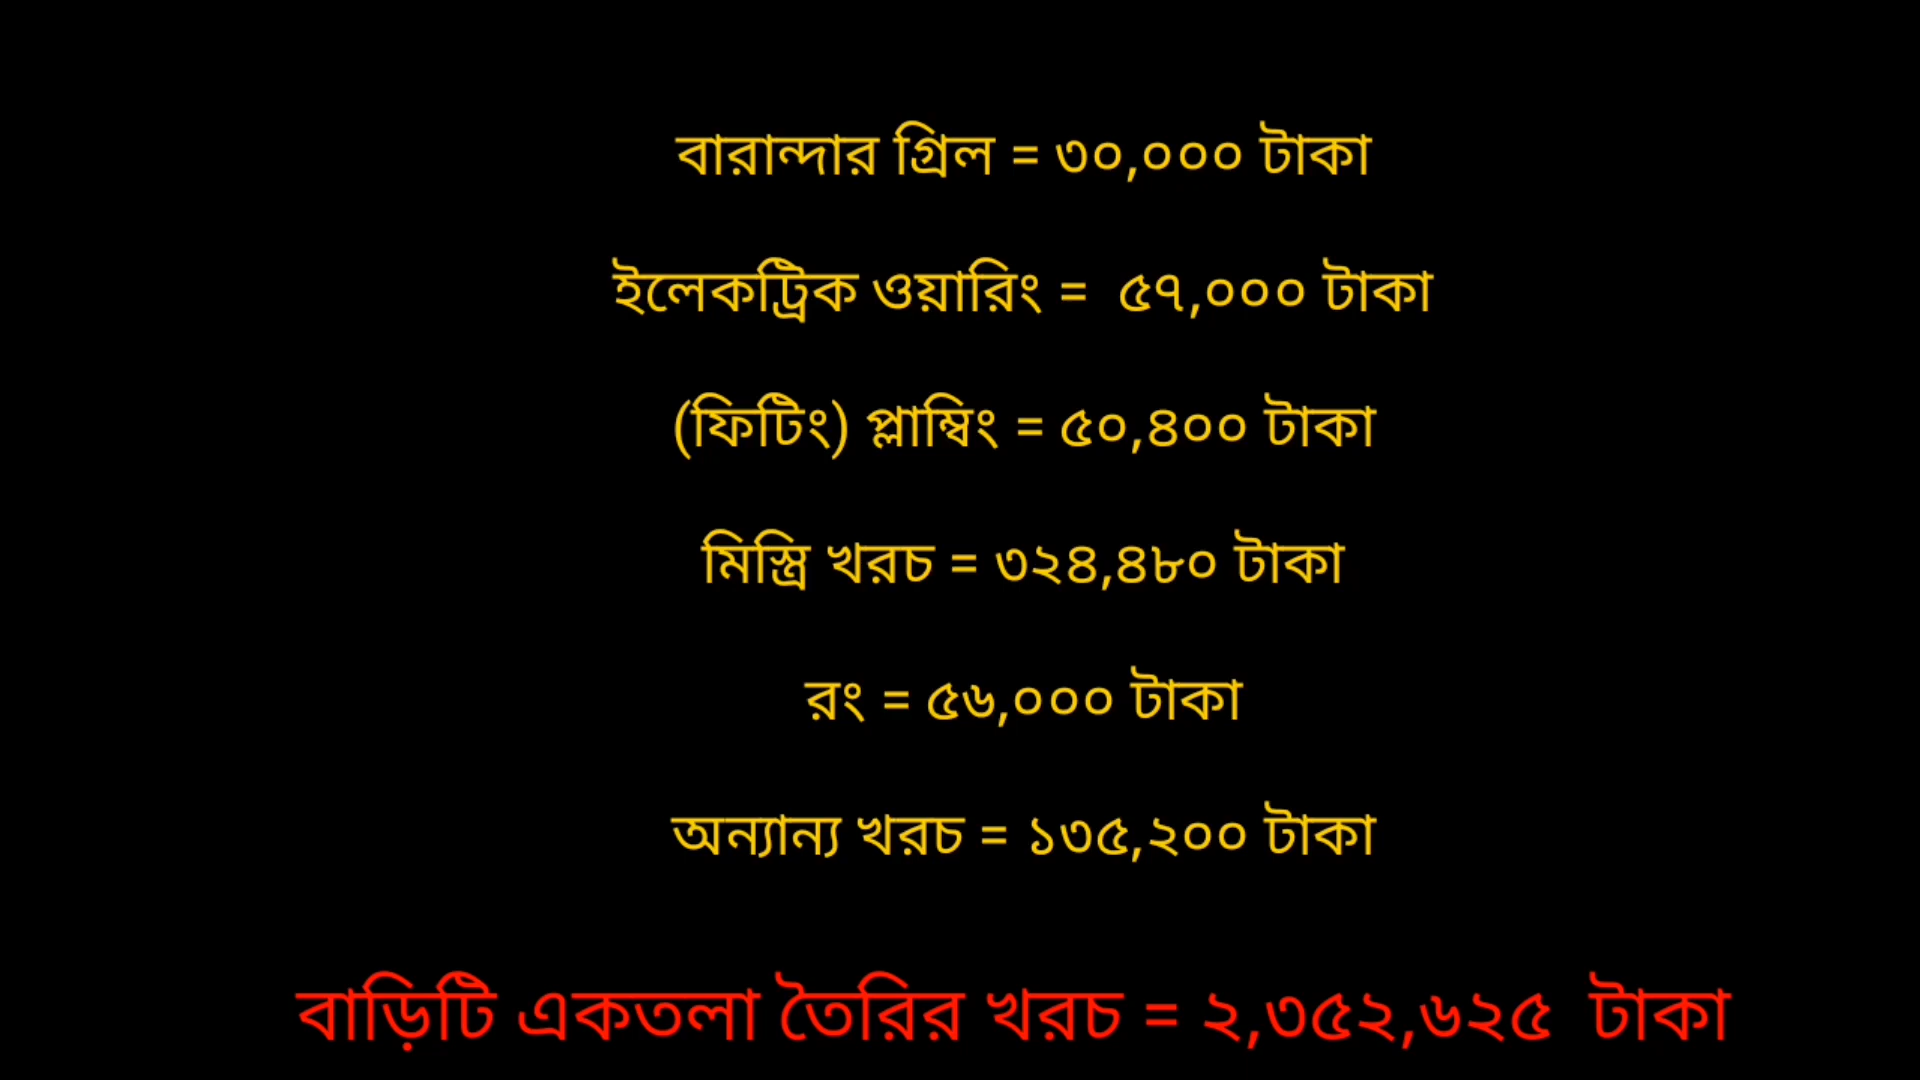 বারান্দার গ্রিল = ৩০,০০০ টাকা
ইলেকট্রিক ওয়ারিং = ৫৭,০০০ টাকা
(ফিটিং) প্লাম্বিং = ৫০,৪০০ টাকা
মিস্ত্রি খরচ = ৩২৪,৪৮০ টাকা
রং = ৫৬,০০০ টাকা
অন্যান্য খরচ = ১৩৫,২০০ টাকা
বাড়িটি একতলা তৈরির খরচ = ২,৩৫২,৬২৫ টাকা